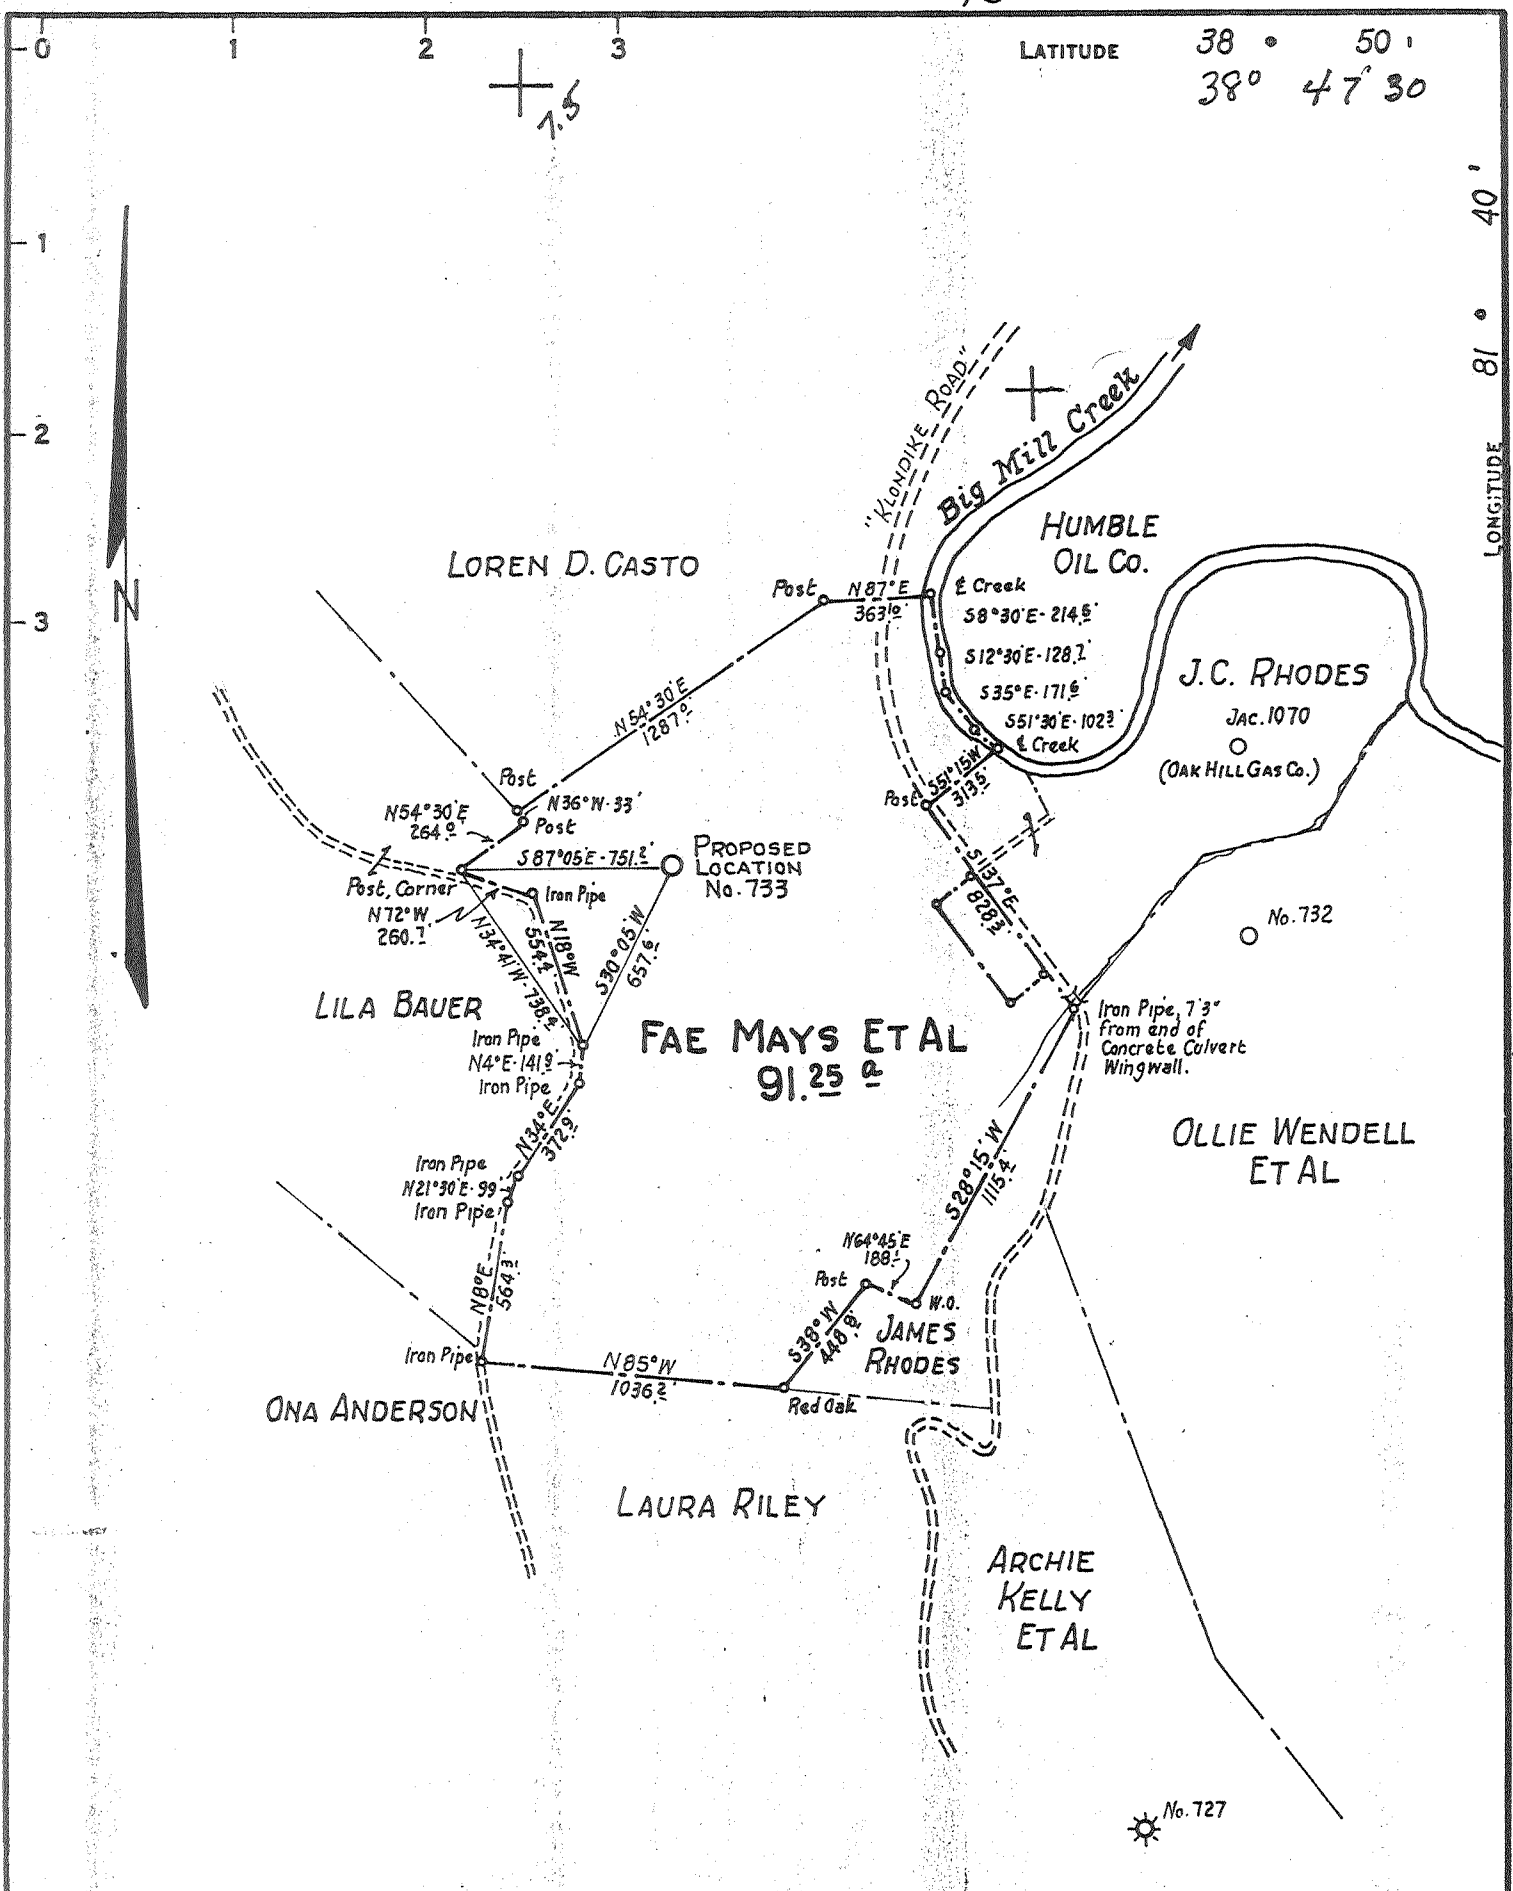 0 1 2 3
LATITUDE 38 • 50 '
38° 47' 30
7.5
1
2
3
LONGITUDE 81 • 40 '
N
"KLONDIKE ROAD"
Big Mill Creek
HUMBLE
OIL CO.
LOREN D. CASTO
Post
N87°E
363.10'
₠ Creek
S8°30'E-214.5'
S12°30'E-128.7'
S35°E-171.6'
S51°30'E-102.3'
₠ Creek
J.C. RHODES
JAC. 1070
(OAK HILL GAS CO.)
N54°30'E
1287.0'
S51°15'W
313.5'
Post
Post
N36°W-33'
Post
N54°30'E
264.0'
S87°05'E-751.2'
PROPOSED
LOCATION
No. 733
Post, Corner
Iron Pipe
N72°W
260.7'
N18°W
554.4'
N34°41'W-738.4'
S30°05'W
657.6'
S137°E
828.3'
No. 732
LILA BAUER
FAE MAYS ET AL
91.25 a
Iron Pipe
N4°E-141.9'
Iron Pipe
Iron Pipe, 7'3"
from end of
Concrete Culvert
Wingwall.
N34°E
372.9'
OLLIE WENDELL
ET AL
Iron Pipe
N21°30'E-99
Iron Pipe
S28°15'W
1115.4'
N64°45'E
188.1'
Post
W.O.
N8°E
564.3'
S38°W
448.8'
JAMES
RHODES
Iron Pipe
N85°W
1036.2'
Red Oak
ONA ANDERSON
LAURA RILEY
ARCHIE
KELLY
ET AL
No. 727